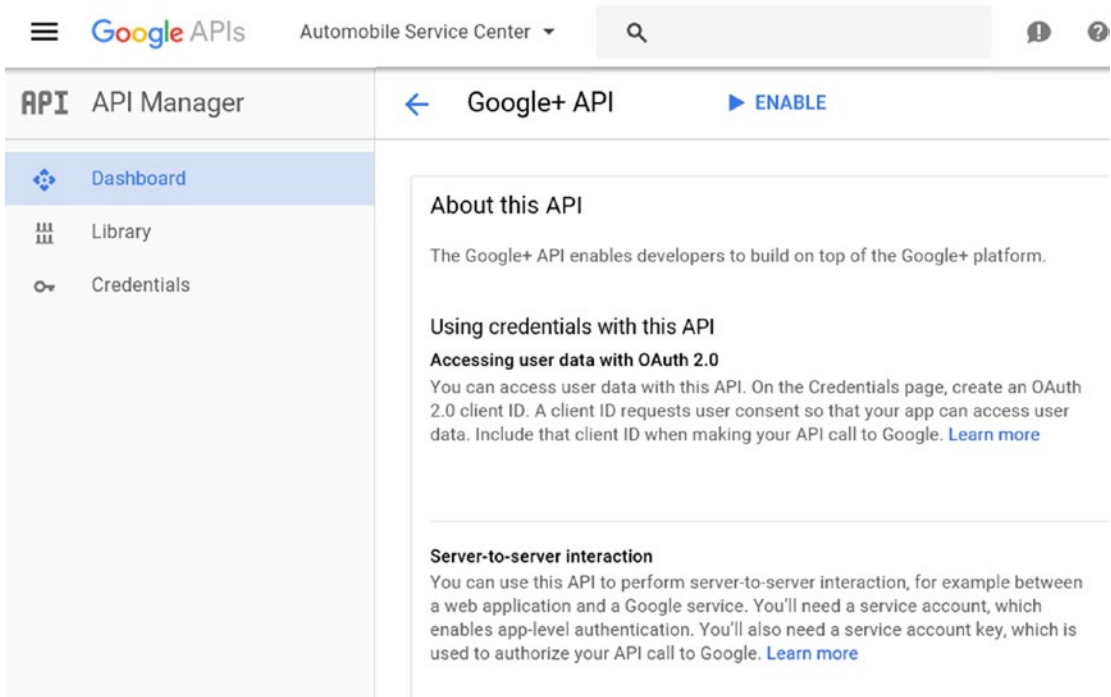 Google APIs Automobile Service Center
API API Manager
Google+ API ENABLE
Dashboard
Library
Credentials
About this API
The Google+ API enables developers to build on top of the Google+ platform.
Using credentials with this API
Accessing user data with OAuth 2.0
You can access user data with this API. On the Credentials page, create an OAuth
2.0 client ID. A client ID requests user consent so that your app can access user
data. Include that client ID when making your API call to Google. Learn more
Server-to-server interaction
You can use this API to perform server-to-server interaction, for example between
a web application and a Google service. You'll need a service account, which
enables app-level authentication. You'll also need a service account key, which is
used to authorize your API call to Google. Learn more